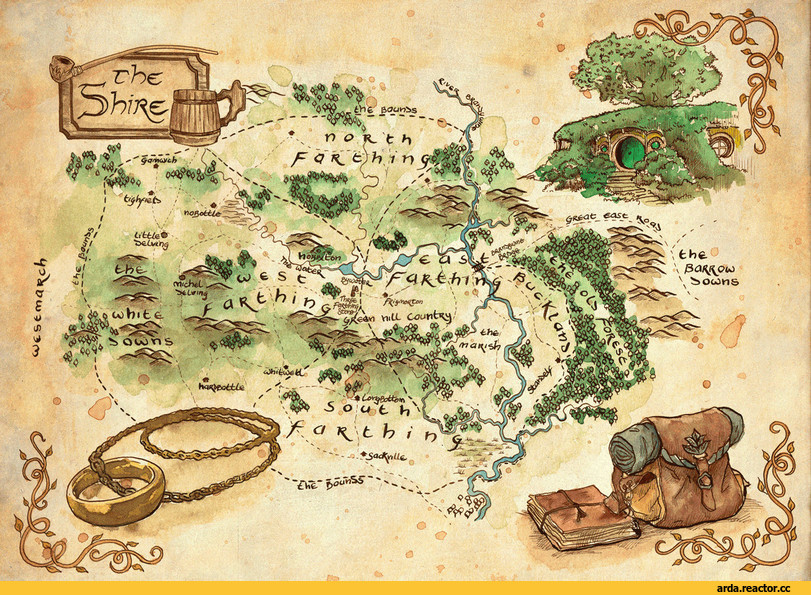 the
Shire
River Brandywine
the Bounds
north
farthing
Gamwich
tighfield
noBottle
Little
Delving
the Bounds
Great East Road
westmarch
the
white
Downs
michel
Delving
west
farthing
HoBBiton
the water
Bywater
Three
Farthing
Stone
east
farthing
Brandywine
Bridge
Buckland
the old forest
the
Barrow
Downs
Frogmorton
Green hill country
the
marish
whitwell
harBottle
LongBottom
south
farthing
sackville
the Bounds
arda.reactor.cc